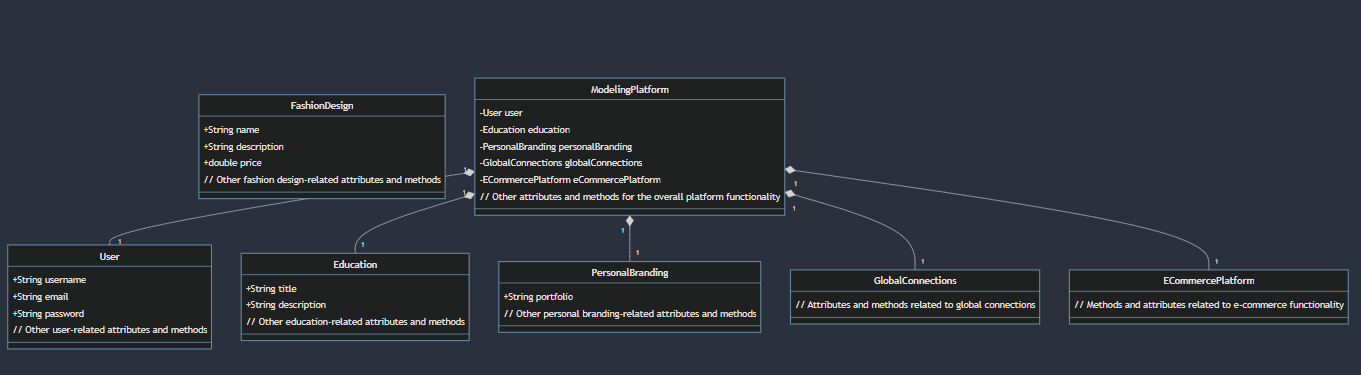 FashionDesign
+String name
+String description
+double price
// Other fashion design-related attributes and methods
ModelingPlatform
-User user
-Education education
-PersonalBranding personalBranding
-GlobalConnections globalConnections
-ECommercePlatform eCommercePlatform
// Other attributes and methods for the overall platform functionality
1
1
1
1
1
1
1
1
1
1
User
+String username
+String email
+String password
// Other user-related attributes and methods
Education
+String title
+String description
// Other education-related attributes and methods
PersonalBranding
+String portfolio
// Other personal branding-related attributes and methods
GlobalConnections
// Attributes and methods related to global connections
ECommercePlatform
// Methods and attributes related to e-commerce functionality